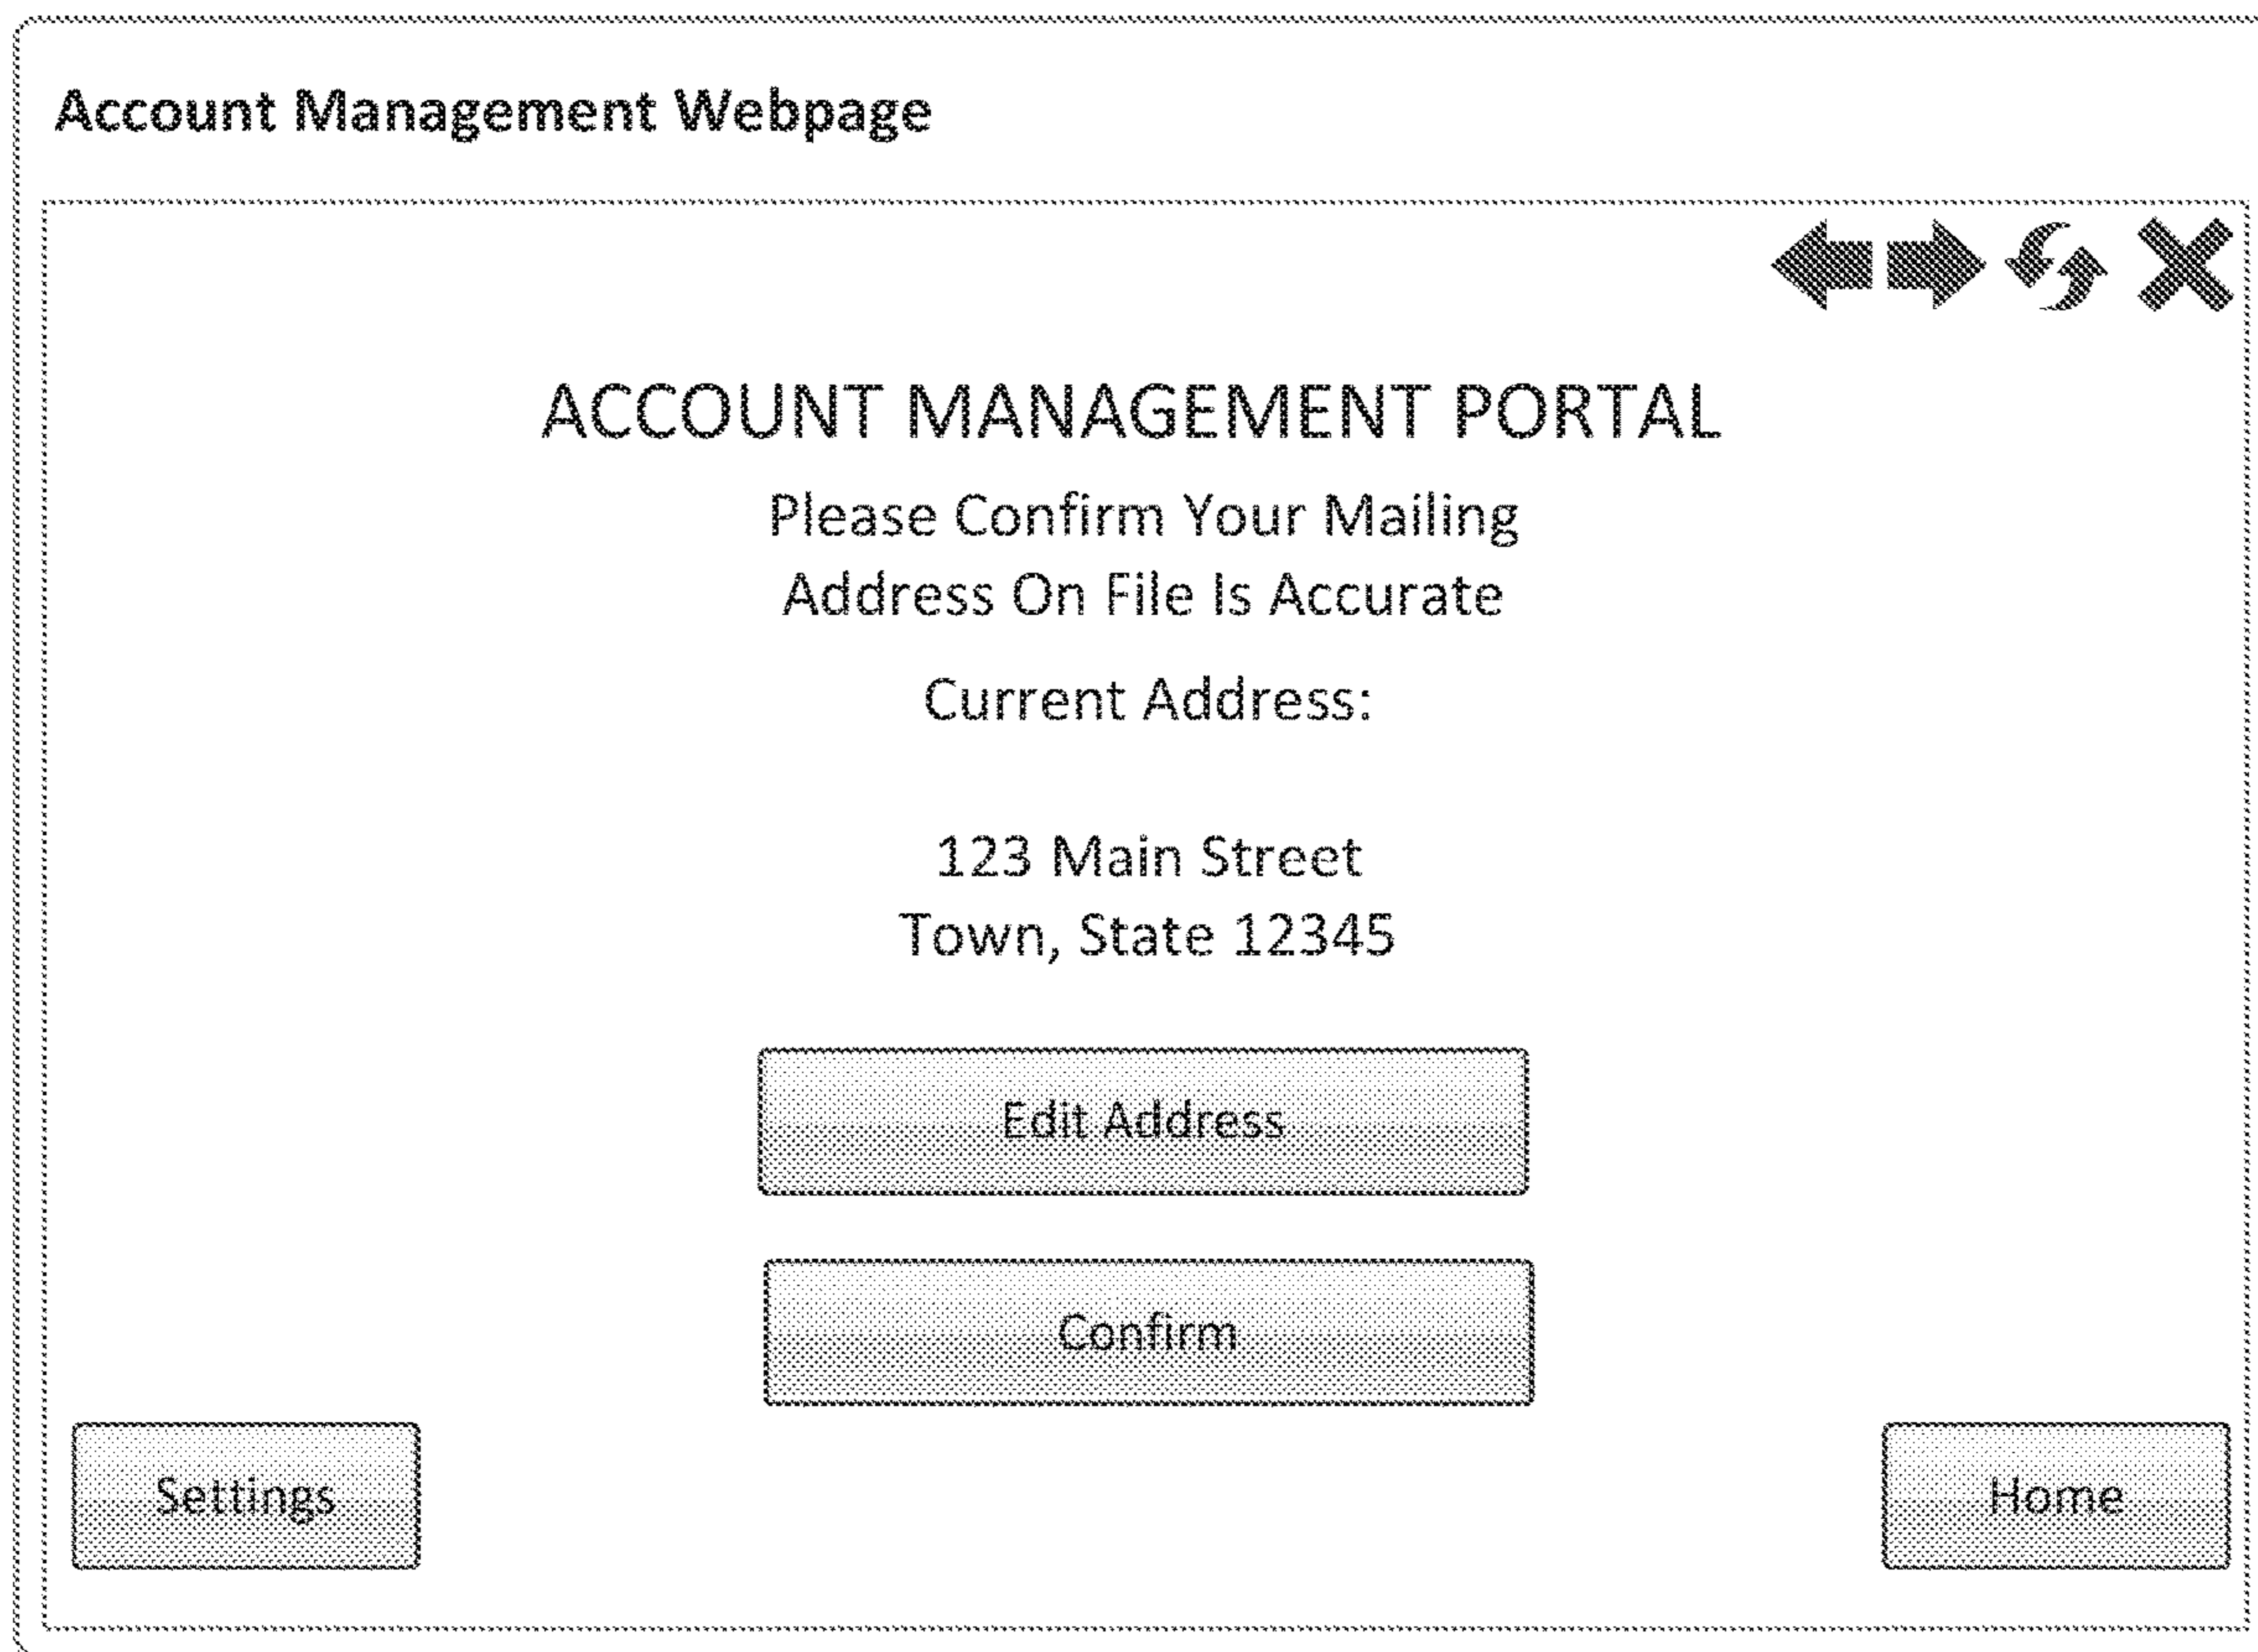 Account Management Webpage
ACCOUNT MANAGEMENT PORTAL
Please Confirm Your Mailing
Address On File Is Accurate
Current Address:
123 Main Street
Town, State 12345
Edit Address
Confirm
Settings
Home